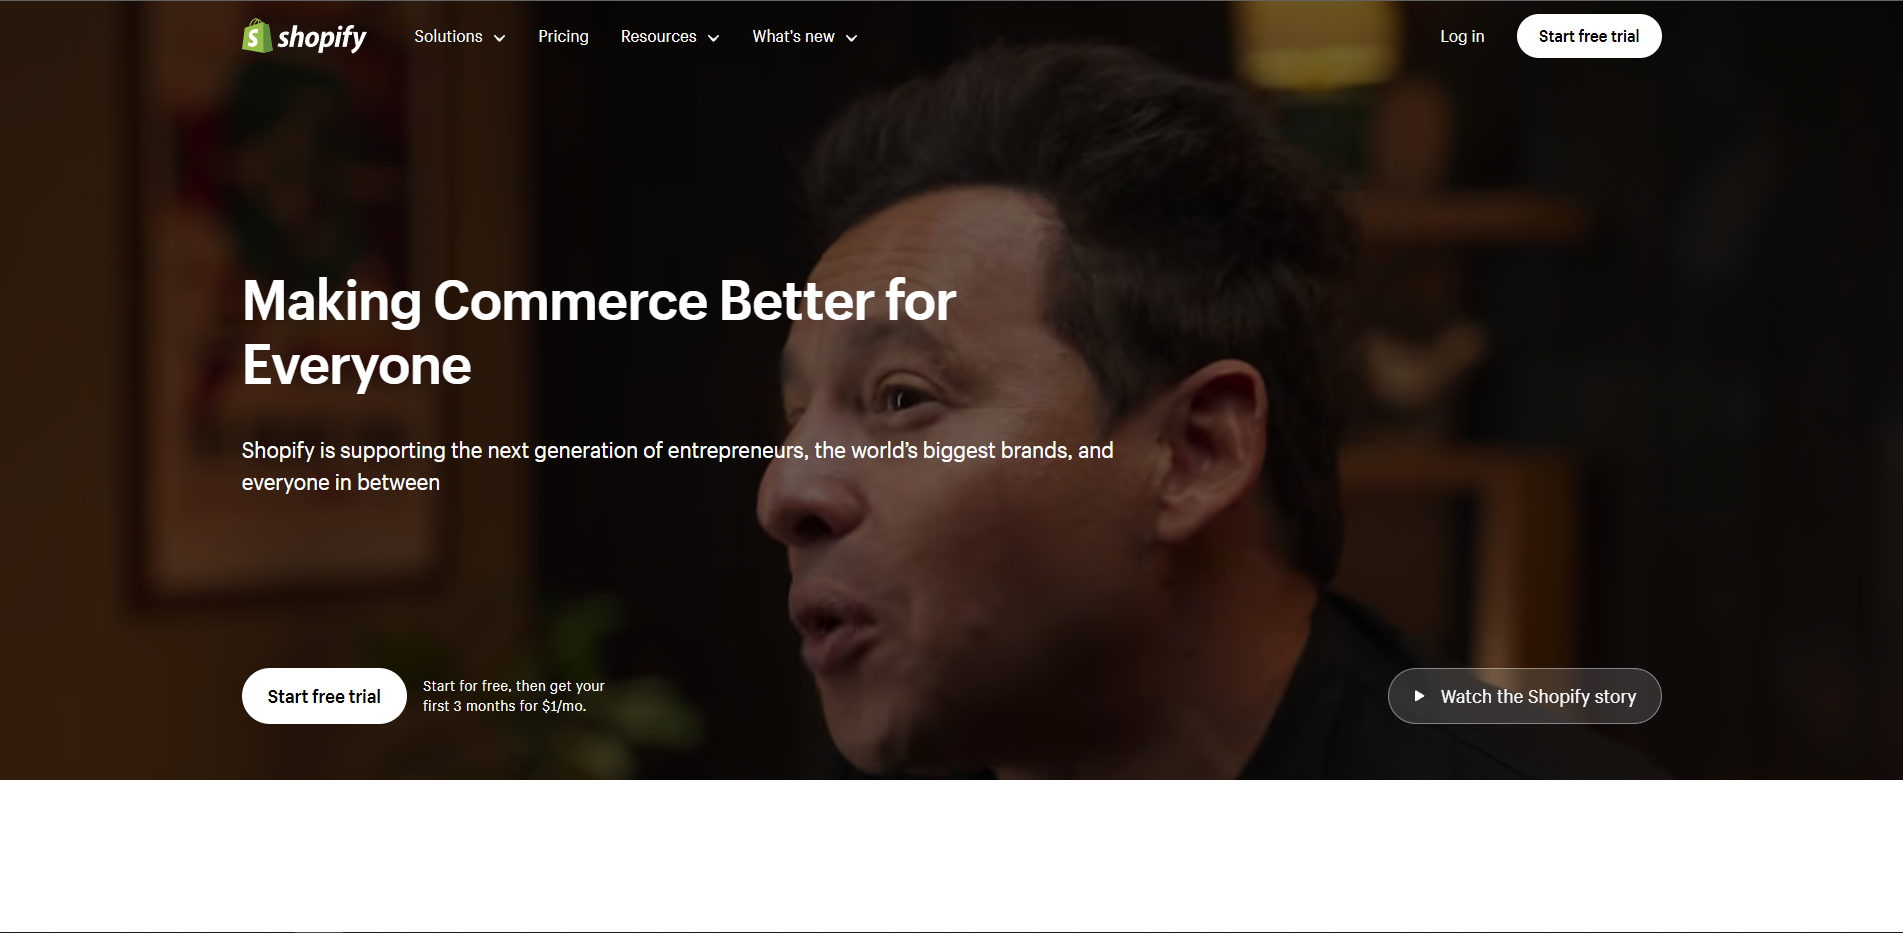 shopify
Solutions
Pricing
Resources
What's new
Log in
Start free trial
Making Commerce Better for
Everyone
Shopify is supporting the next generation of entrepreneurs, the world’s biggest brands, and
everyone in between
Start free trial
Start for free, then get your
first 3 months for $1/mo.
Watch the Shopify story